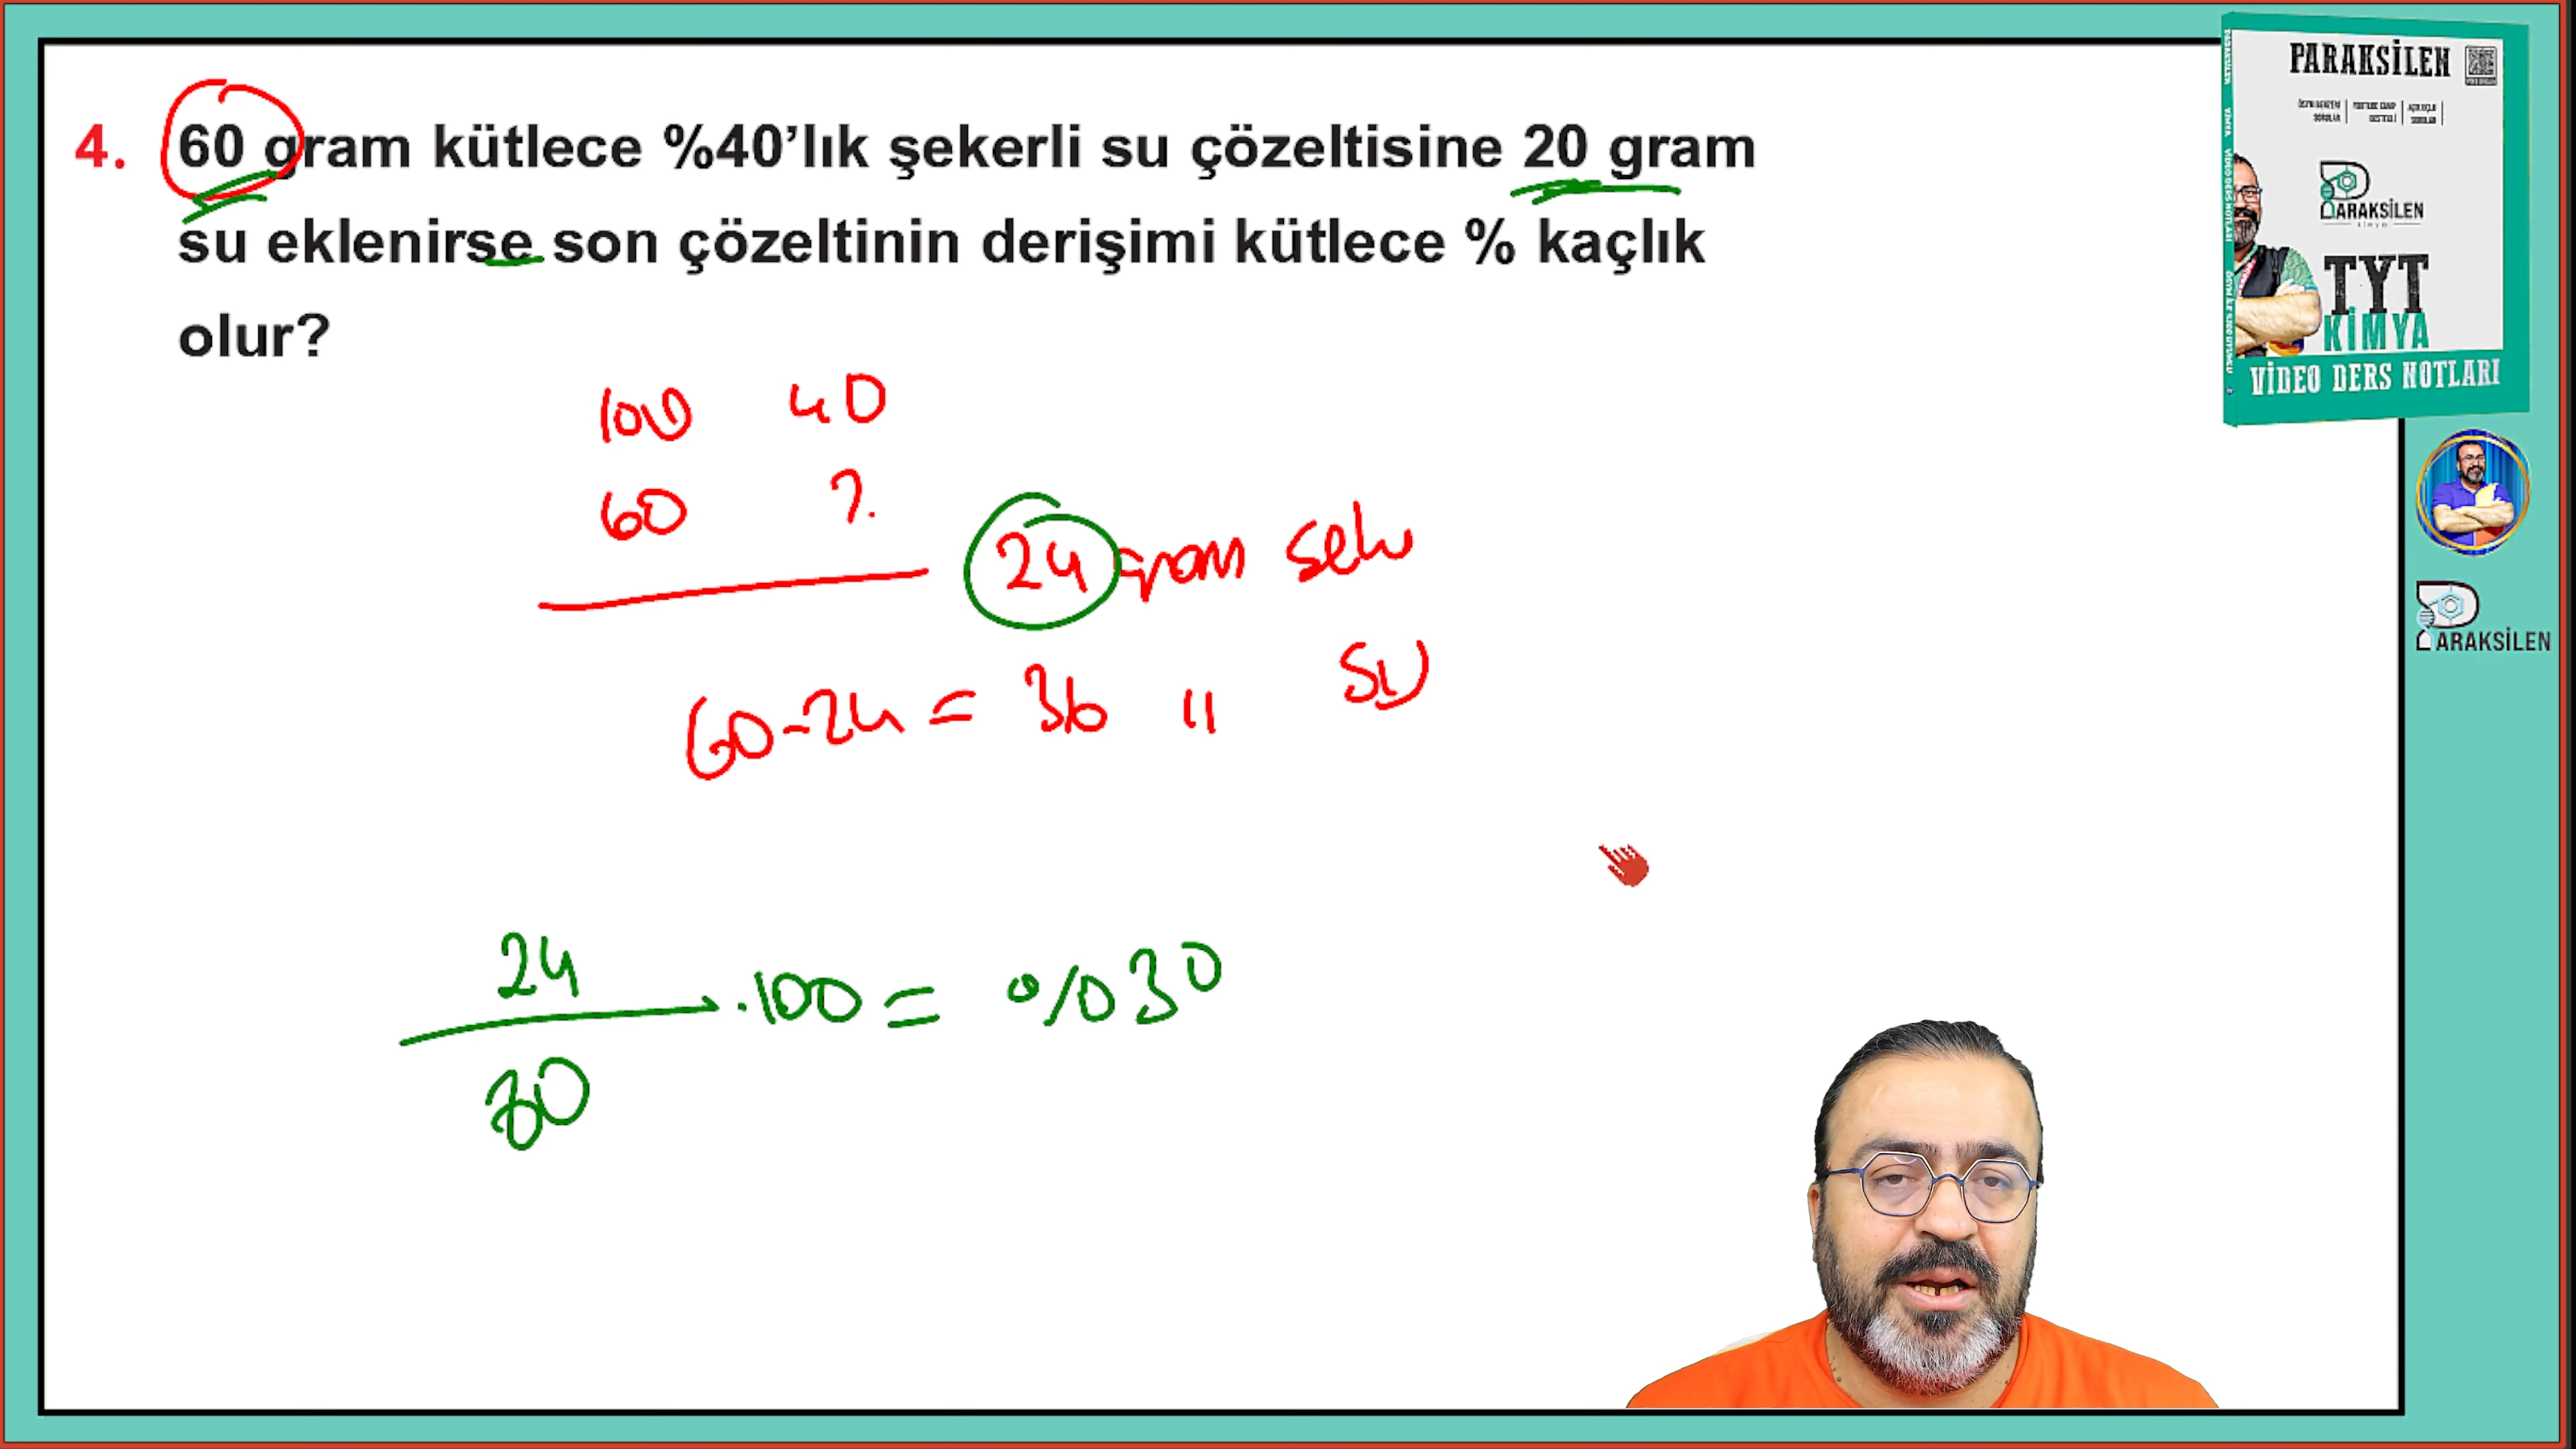 4. 60 gram kütlece %40’lık şekerli su çözeltisine 20 gram
su eklenirse son çözeltinin derişimi kütlece % kaçlık
olur?
100 40
60 ?
24 gram şeker
60-24 = 36 " su
24
.100 = %30
80
PARAKSİLEN
PARAKSİLEN
TYT
KİMYA
VİDEO DERS NOTLARI
PARAKSİLEN